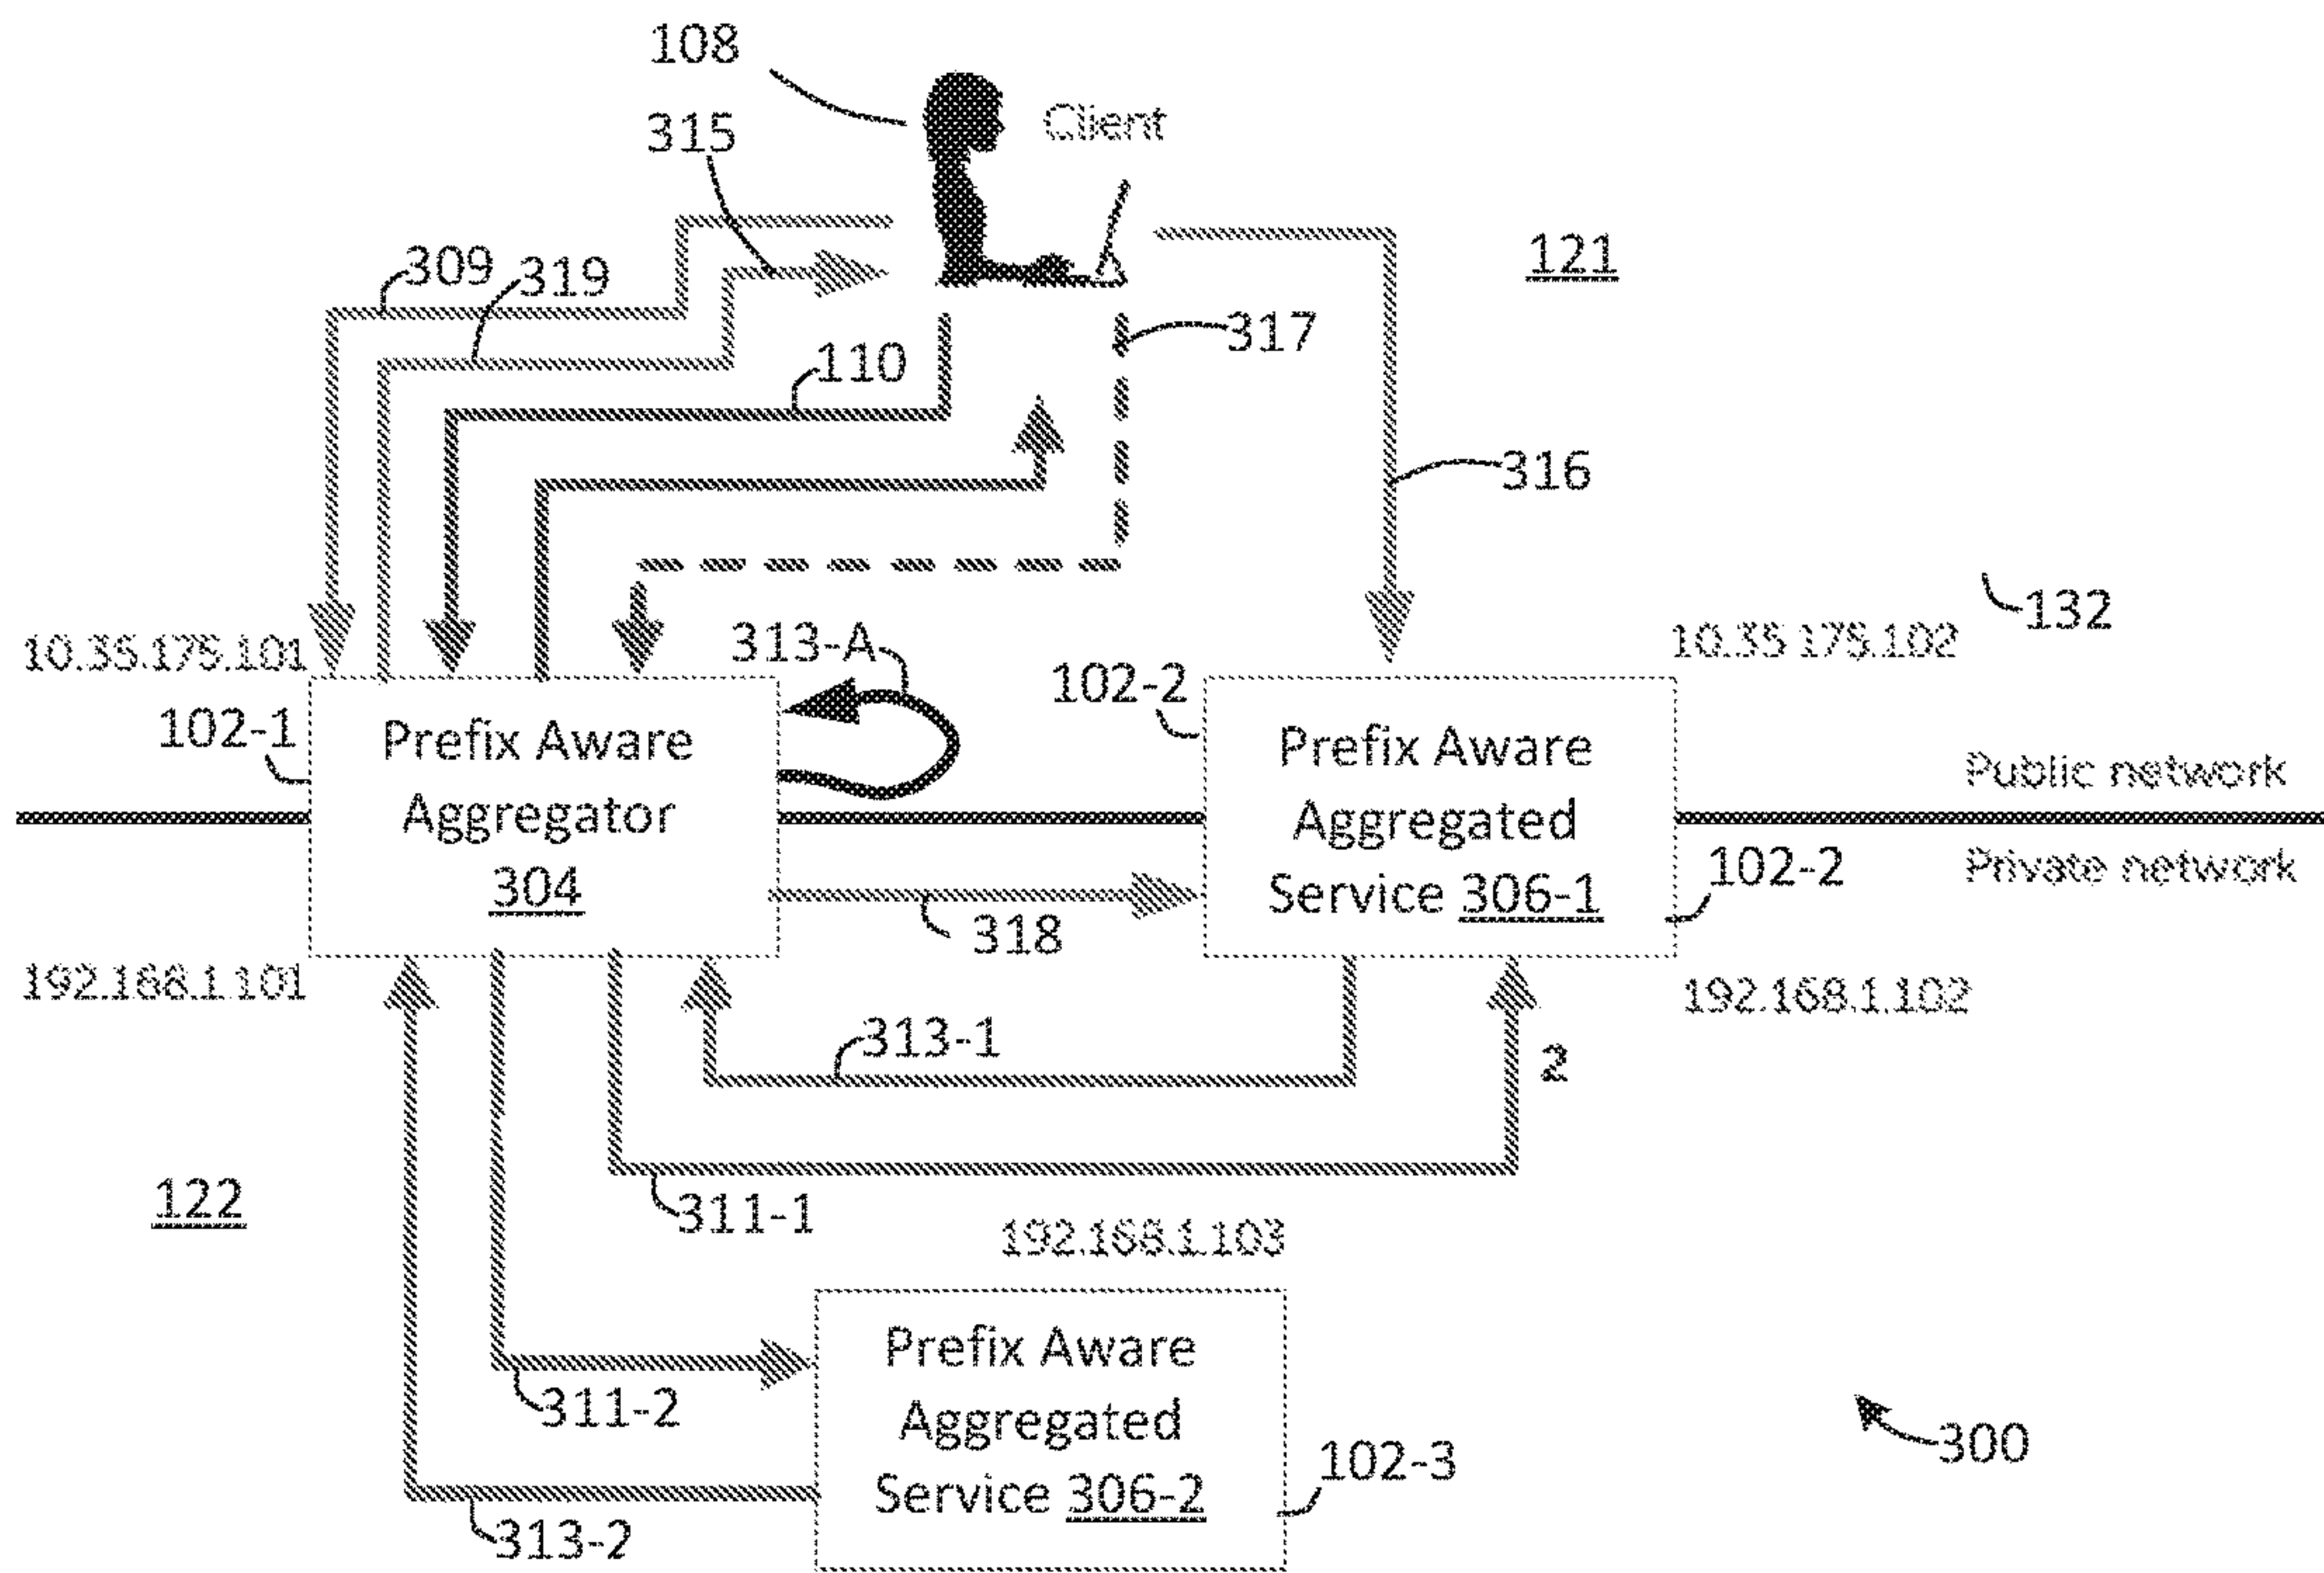 108
Client
315
309
319
121
317
110
316
132
10.35.175.101
313-A
10.35 175.102
102-2
102-1
Prefix Aware
Aggregator
304
Prefix Aware
Aggregated
Service 306-1
Public network
Private network
102-2
318
192.168.1.101
192.168.1.102
313-1
2
122
311-1
192.168.1.103
Prefix Aware
Aggregated
Service 306-2
311-2
102-3
300
313-2